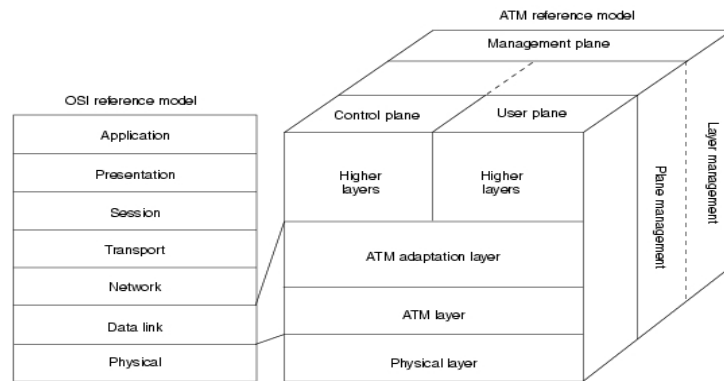 ATM reference model
Management plane
OSI reference model
Control plane
User plane
Application
Presentation
Session
Transport
Network
Data link
Physical
Higher
layers
Higher
layers
ATM adaptation layer
ATM layer
Physical layer
Plane management
Layer management